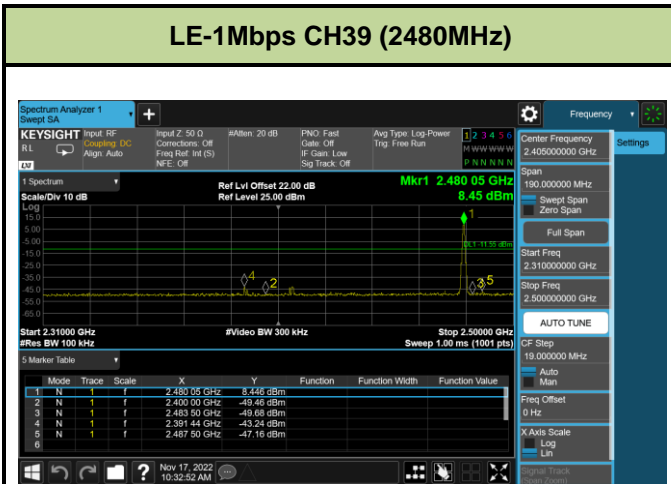 LE-1Mbps CH39 (2480MHz)
Spectrum Analyzer 1
Swept SA
+
Frequency
KEYSIGHT
RL
LXI
Input: RF
Coupling: DC
Align: Auto
Input Z: 50 Ω
Corrections: Off
Freq Ref: Int (S)
NFE: Off
#Atten: 20 dB
PNO: Fast
Gate: Off
IF Gain: Low
Sig Track: Off
Avg Type: Log-Power
Trig: Free Run
1 2 3 4 5 6
M W W W W W
P N N N N N
Center Frequency
2.405000000 GHz
Settings
1 Spectrum
Scale/Div 10 dB
Ref Lvl Offset 22.00 dB
Ref Level 25.00 dBm
Mkr1 2.480 05 GHz
8.45 dBm
Span
190.000000 MHz
Swept Span
Zero Span
Full Span
Start Freq
2.310000000 GHz
Stop Freq
2.500000000 GHz
AUTO TUNE
CF Step
19.000000 MHz
Auto
Man
Freq Offset
0 Hz
X Axis Scale
Log
Lin
Signal Track
(Span Zoom)
Log
15.0
5.00
-5.00
-15.0
-25.0
-35.0
-45.0
-55.0
-65.0
1
DL1 -11.55 dBm
4
2
3
5
Start 2.31000 GHz
#Res BW 100 kHz
#Video BW 300 kHz
Stop 2.50000 GHz
Sweep 1.00 ms (1001 pts)
5 Marker Table
Mode Trace Scale X Y Function Function Width Function Value
1 N 1 f 2.480 05 GHz 8.446 dBm
2 N 1 f 2.400 00 GHz -49.46 dBm
3 N 1 f 2.483 50 GHz -49.68 dBm
4 N 1 f 2.391 44 GHz -43.24 dBm
5 N 1 f 2.487 50 GHz -47.16 dBm
6
?
Nov 17, 2022
10:32:52 AM